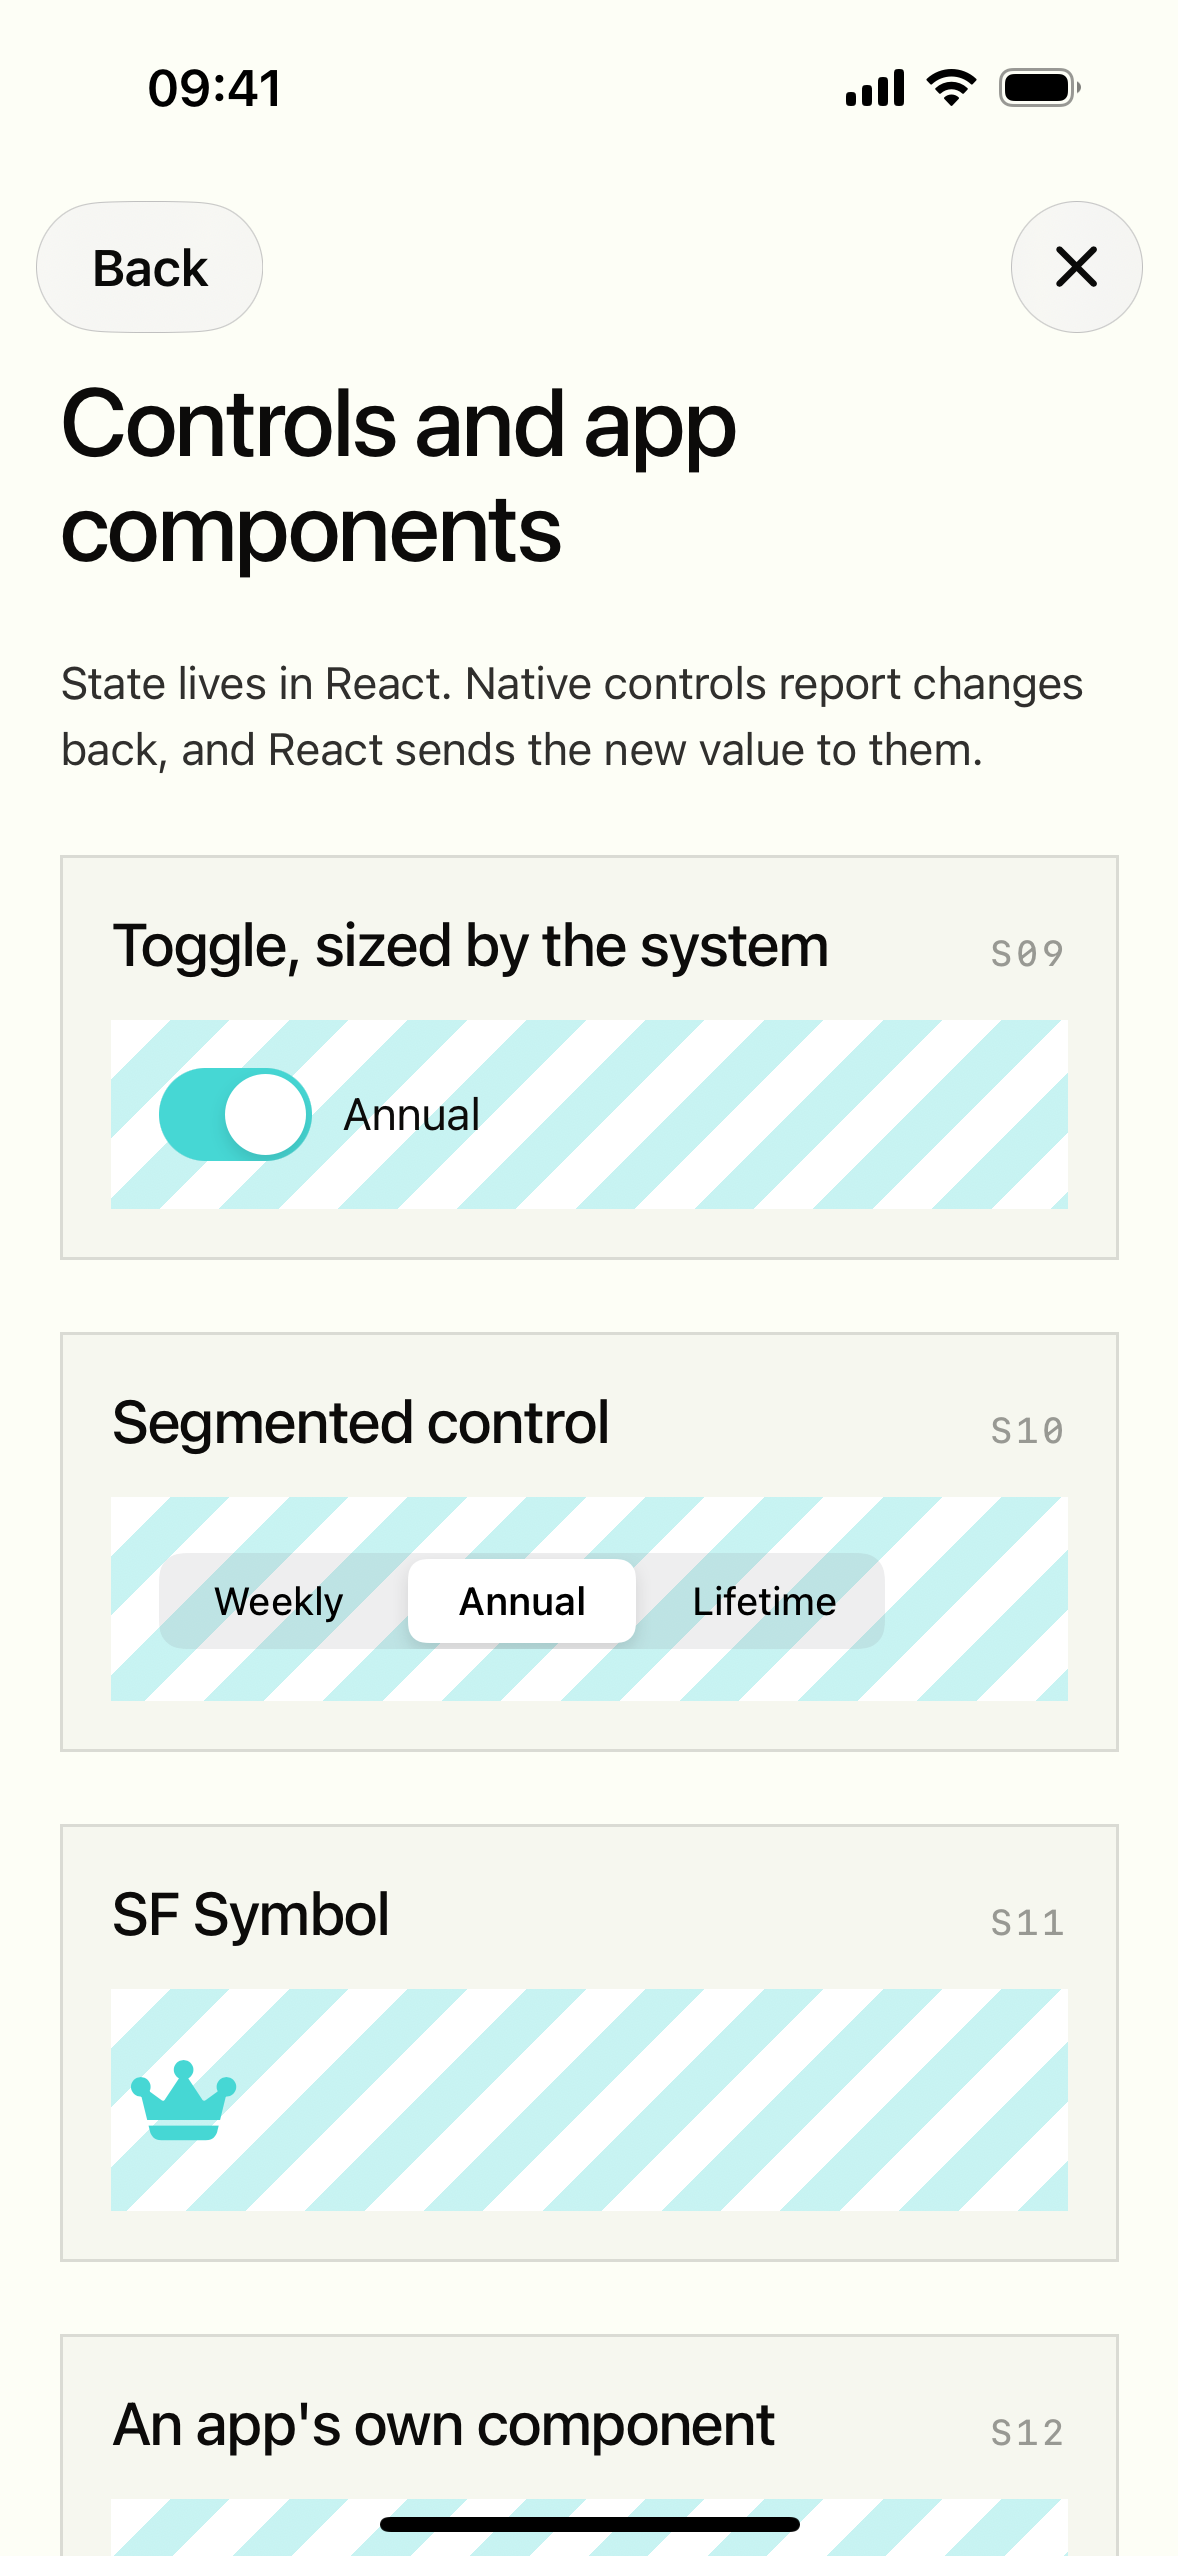 09:41
Back
Controls and app
components
State lives in React. Native controls report changes
back, and React sends the new value to them.
Toggle, sized by the system
S09
Annual
Segmented control
S10
Weekly
Annual
Lifetime
SF Symbol
S11
An app's own component
S12